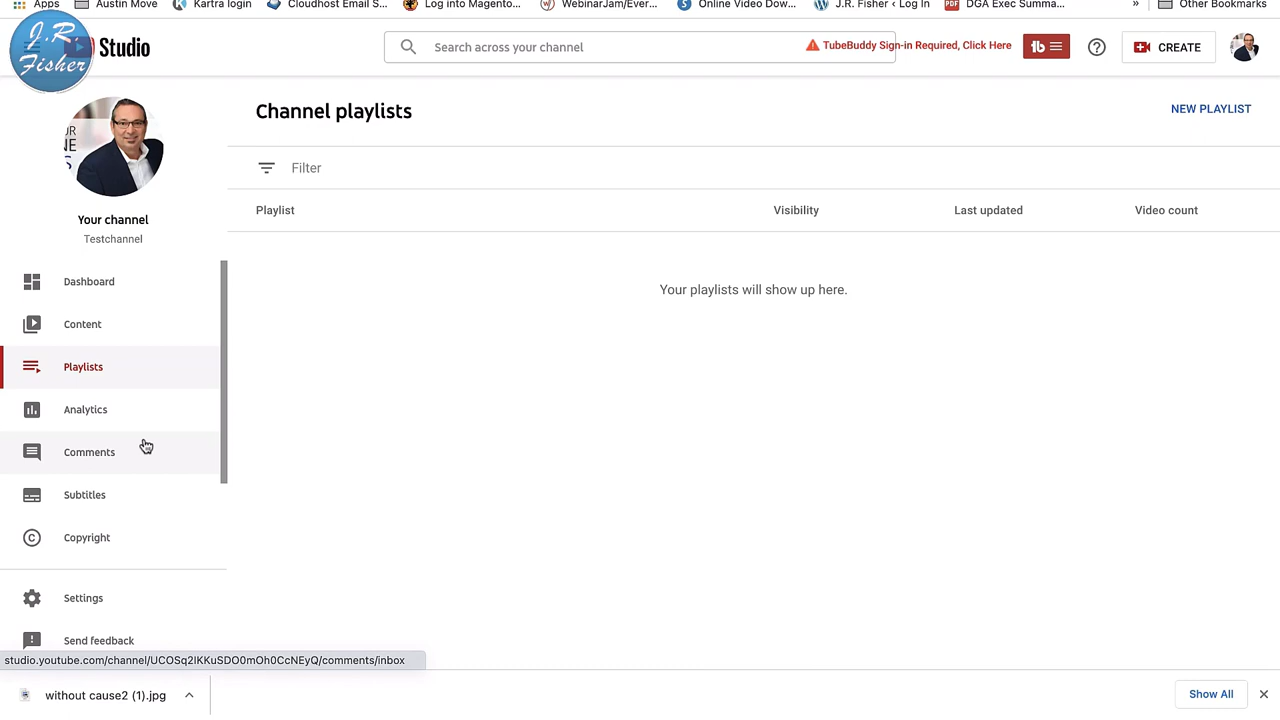 Apps Austin Move Kartra login Cloudhost Email S... Log into Magento... WebinarJam/Ever... Online Video Dow... J.R. Fisher ‹ Log In PDF DGA Exec Summa... » Other Bookmarks
J.R. Fisher
Studio
Search across your channel
TubeBuddy Sign-in Required, Click Here
tb
CREATE
Channel playlists
NEW PLAYLIST
Filter
Playlist Visibility Last updated Video count
Your playlists will show up here.
Your channel
Testchannel
Dashboard
Content
Playlists
Analytics
Comments
Subtitles
Copyright
Settings
Send feedback
studio.youtube.com/channel/UCOSq2IKKuSDO0mOh0CcNEyQ/comments/inbox
without cause2 (1).jpg
Show All